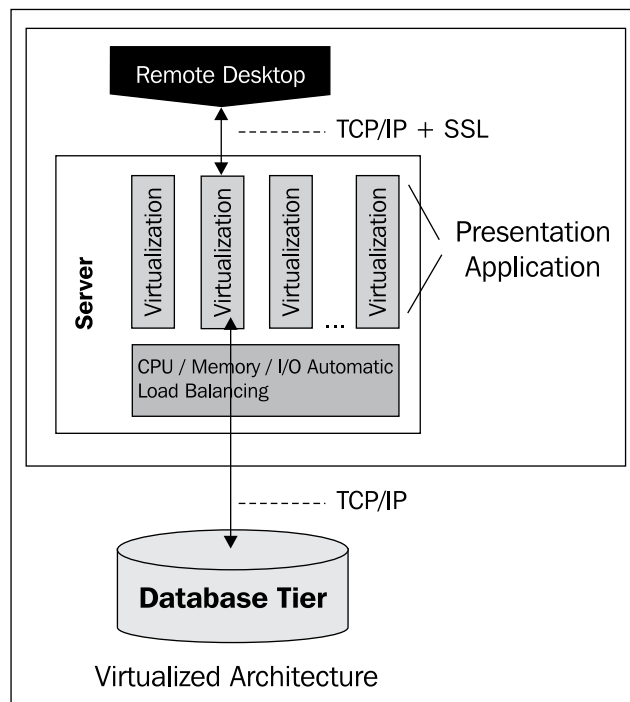 Remote Desktop
TCP/IP + SSL
Server
Virtualization
Virtualization
Virtualization
...
Virtualization
Presentation
Application
CPU / Memory / I/O Automatic
Load Balancing
TCP/IP
Database Tier
Virtualized Architecture